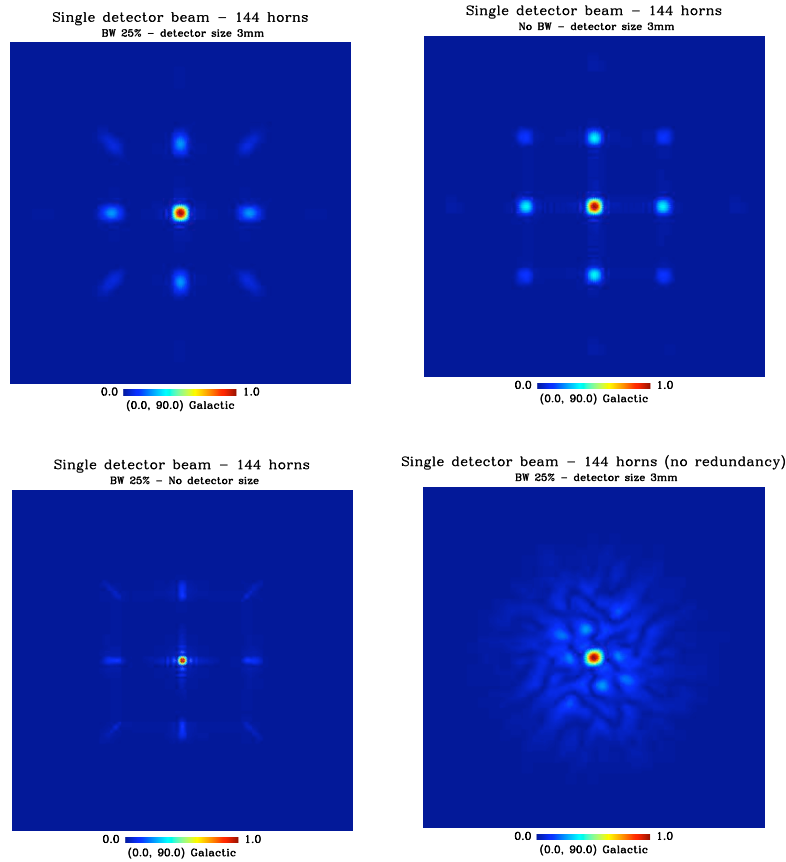 Single detector beam − 144 horns
BW 25% − detector size 3mm
0.0 1.0
(0.0, 90.0) Galactic
Single detector beam − 144 horns
No BW − detector size 3mm
0.0 1.0
(0.0, 90.0) Galactic
Single detector beam − 144 horns
BW 25% − No detector size
0.0 1.0
(0.0, 90.0) Galactic
Single detector beam − 144 horns (no redundancy)
BW 25% − detector size 3mm
0.0 1.0
(0.0, 90.0) Galactic